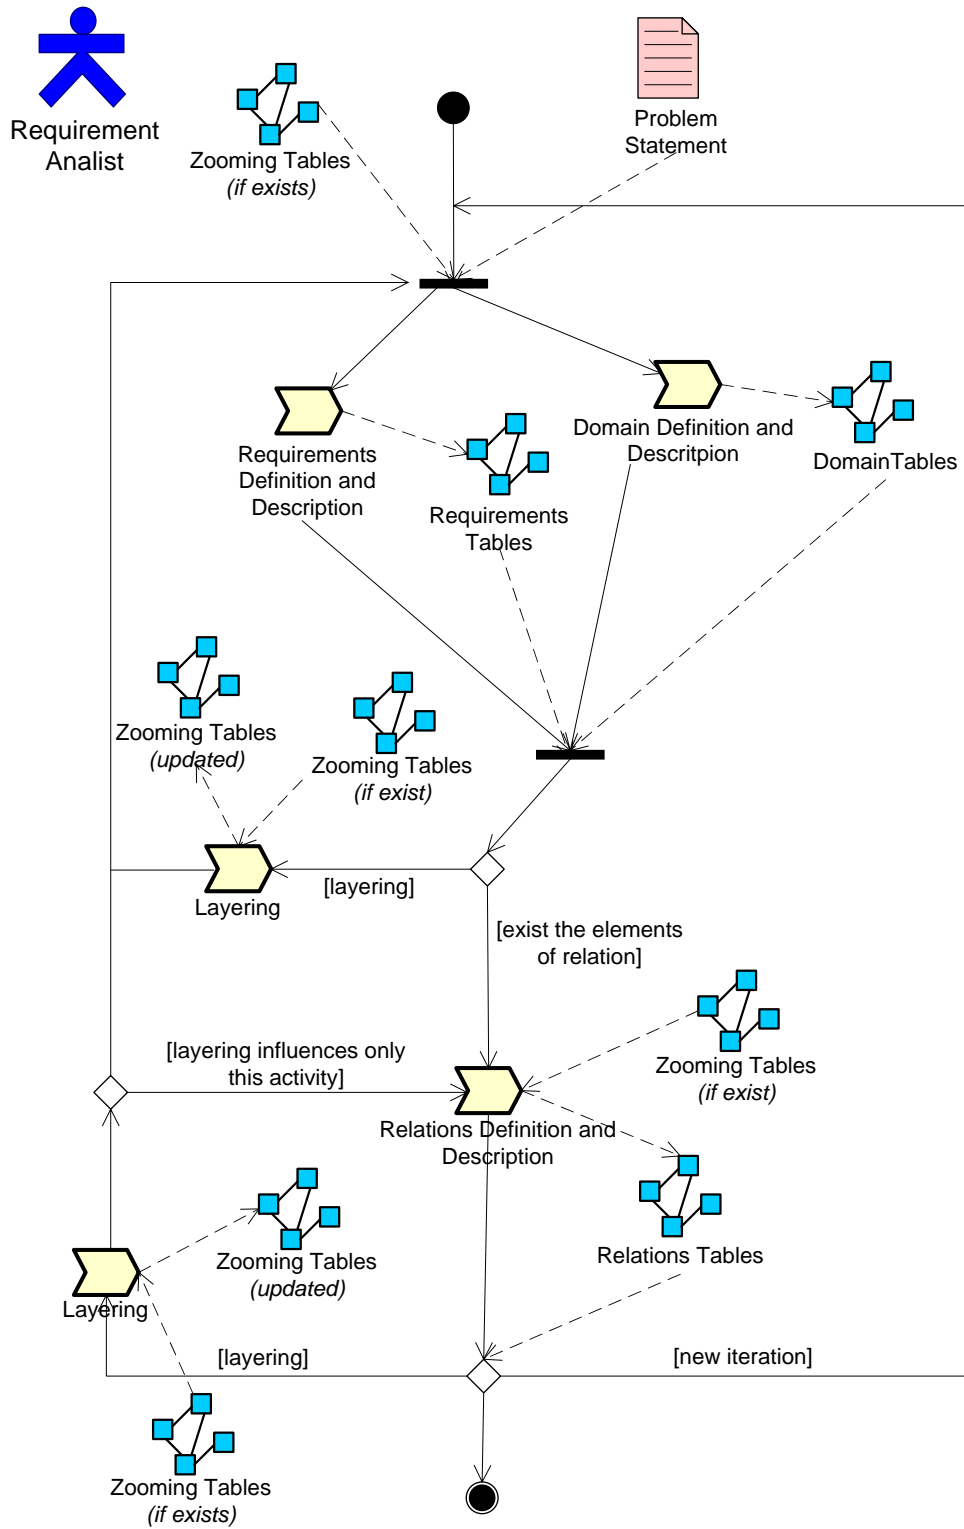 Requirement
Analist
Zooming Tables
(if exists)
Problem
Statement
Requirements
Definition and
Description
Requirements
Tables
Domain Definition and
Descritpion
DomainTables
Zooming Tables
(updated)
Zooming Tables
(if exist)
Layering
[layering]
[exist the elements
of relation]
[layering influences only
this activity]
Zooming Tables
(if exist)
Relations Definition and
Description
Zooming Tables
(updated)
Relations Tables
Layering
[layering]
[new iteration]
Zooming Tables
(if exists)